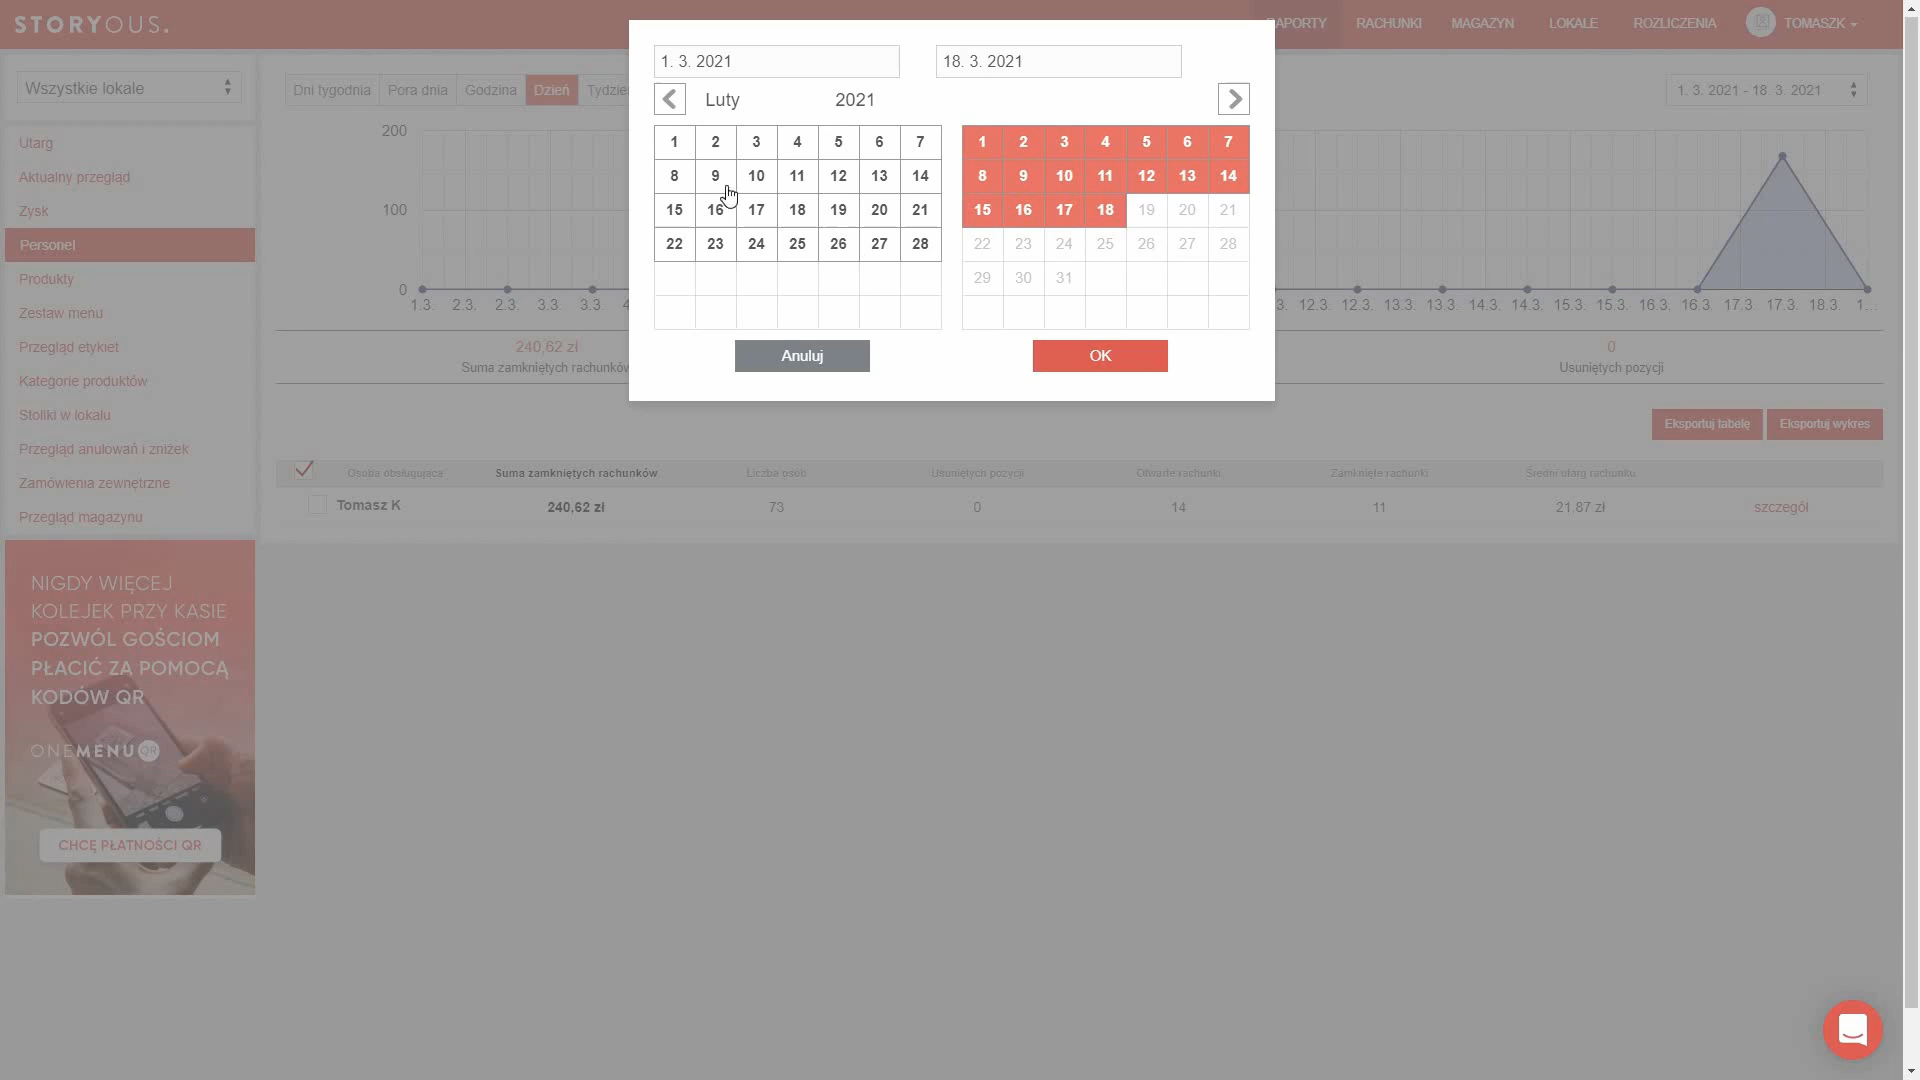 STORYOUS.
RAPORTY RACHUNKI MAGAZYN LOKALE ROZLICZENIA TOMASZK
Wszystkie lokale
Utarg
Aktualny przegląd
Zysk
Personel
Produkty
Zestaw menu
Przegląd etykiet
Kategorie produktów
Stoliki w lokalu
Przegląd anulowań i zniżek
Zamówienia zewnętrzne
Przegląd magazynu
NIGDY WIĘCEJ
KOLEJEK PRZY KASIE
POZWÓL GOŚCIOM
PŁACIĆ ZA POMOCĄ
KODÓW QR
ONEMENU QR
CHCĘ PŁATNOŚCI QR
Dni tygodnia Pora dnia Godzina Dzień
1. 3. 2021 - 18. 3. 2021
1. 3. 2021 18. 3. 2021
Luty 2021
1 2 3 4 5 6 7
8 9 10 11 12 13 14
15 16 17 18 19 20 21
22 23 24 25 26 27 28
1 2 3 4 5 6 7
8 9 10 11 12 13 14
15 16 17 18 19 20 21
22 23 24 25 26 27 28
29 30 31
Anuluj OK
200
100
0
1.3. 2.3. 2.3. 3.3. 3.3. 12.3. 12.3. 13.3. 13.3. 14.3. 14.3. 15.3. 15.3. 16.3. 17.3. 17.3. 18.3. 1...
240,62 zł
Suma zamkniętych rachunków
0
Usuniętych pozycji
Eksportuj tabelę Eksportuj wykres
Osoba obsługująca Suma zamkniętych rachunków Liczba osób Usuniętych pozycji Otwarte rachunki Zamknięte rachunki Średni utarg rachunku
Tomasz K 240,62 zł 73 0 14 11 21,87 zł szczegół